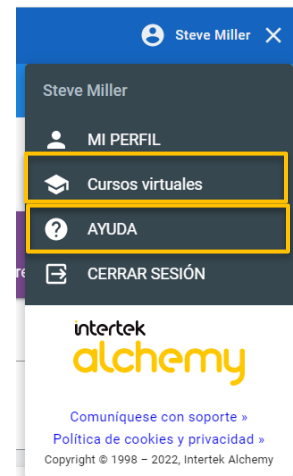 Steve Miller
Steve Miller
MI PERFIL
Cursos virtuales
AYUDA
re
CERRAR SESIÓN
intertek
alchemy
Comuníquese con soporte »
Política de cookies y privacidad »
Copyright © 1998 – 2022, Intertek Alchemy